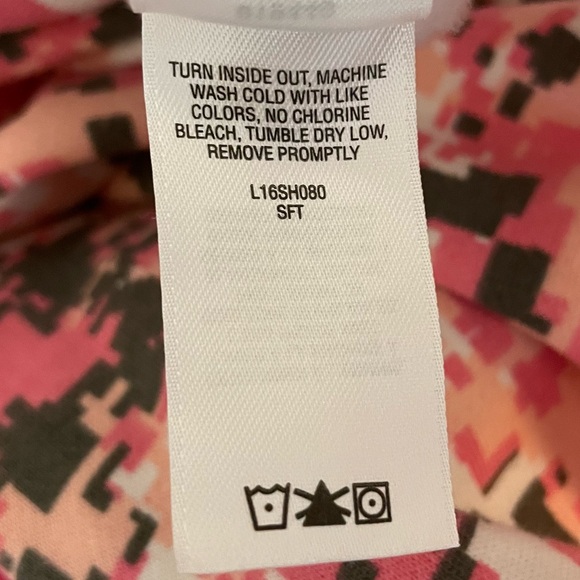 TURN INSIDE OUT, MACHINE
WASH COLD WITH LIKE
COLORS, NO CHLORINE
BLEACH, TUMBLE DRY LOW,
REMOVE PROMPTLY
L16SH080
SFT